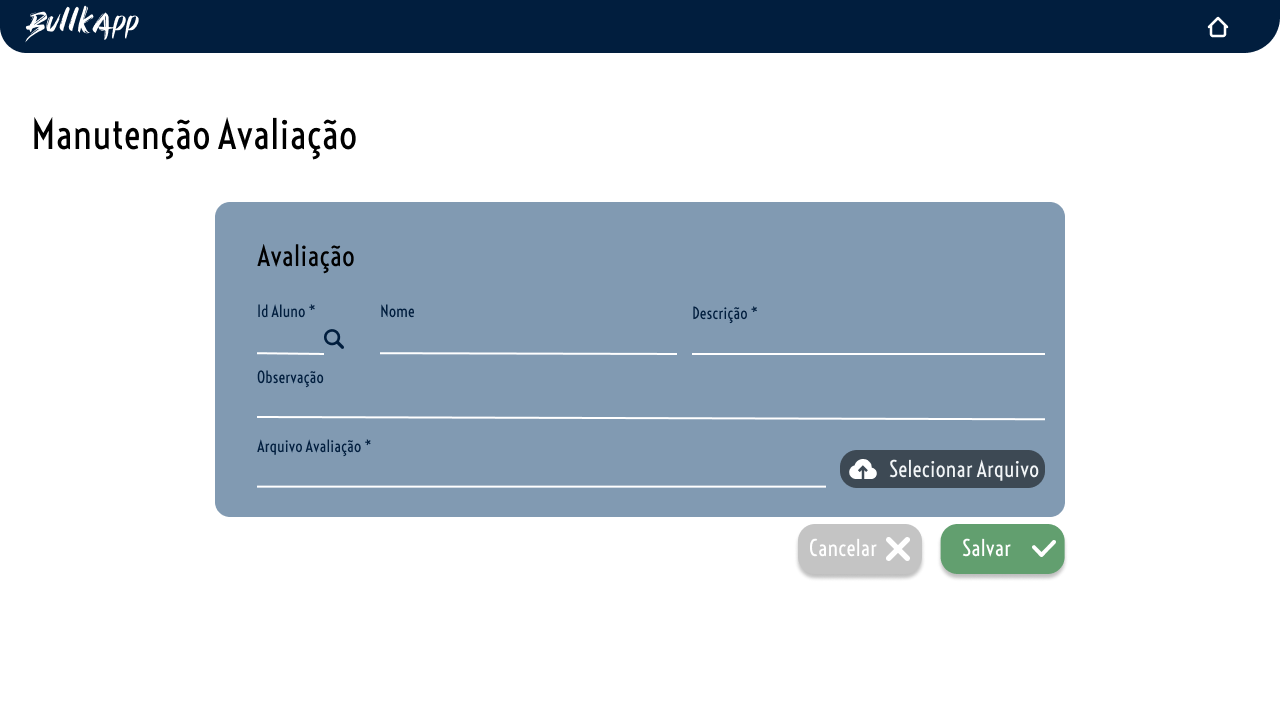 BullkApp
Manutenção Avaliação
Avaliação
Id Aluno *
Nome
Descrição *
Observação
Arquivo Avaliação *
Selecionar Arquivo
Cancelar
Salvar